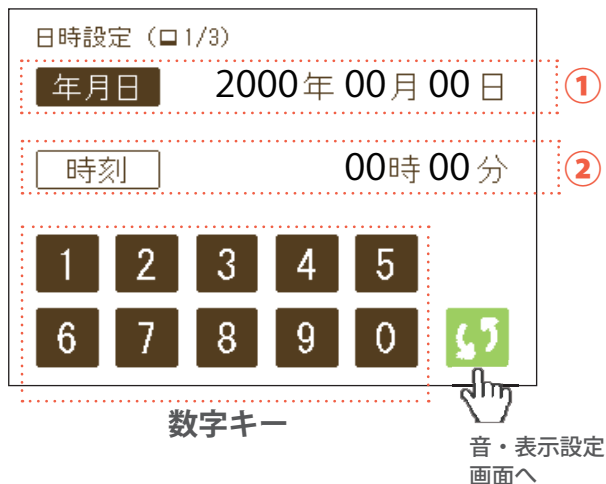 日時設定（ロ1/3）
年月日 2000年00月00日 ①
時刻 00時00分 ②
1 2 3 4 5
6 7 8 9 0
数字キー
音・表示設定
画面へ